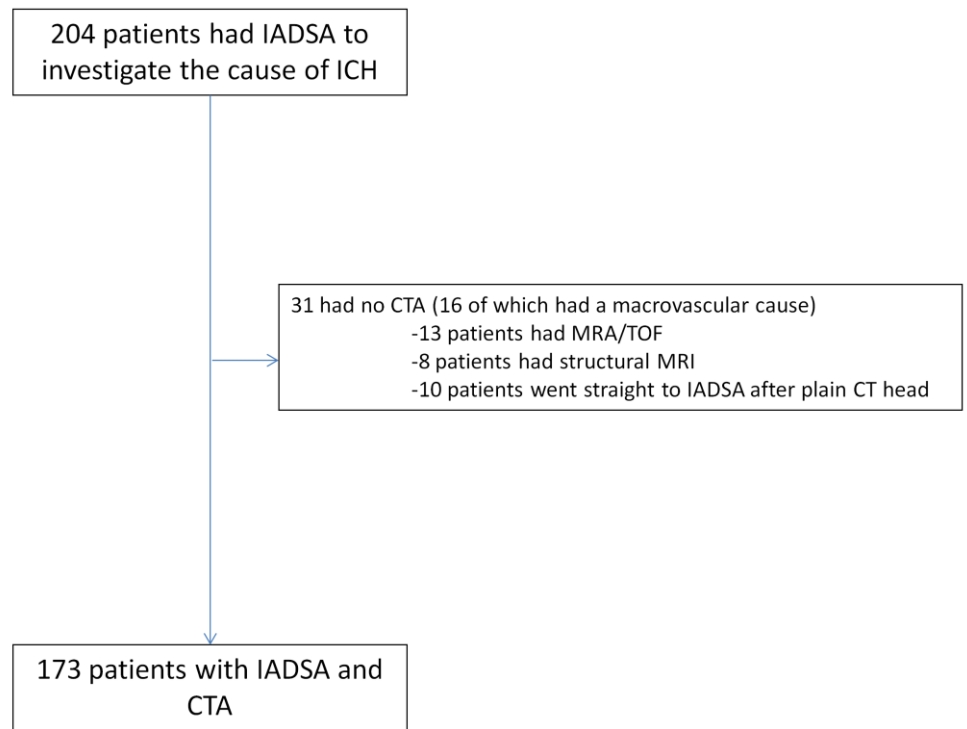 204 patients had IADSA to
investigate the cause of ICH
31 had no CTA (16 of which had a macrovascular cause)
-13 patients had MRA/TOF
-8 patients had structural MRI
-10 patients went straight to IADSA after plain CT head
173 patients with IADSA and
CTA